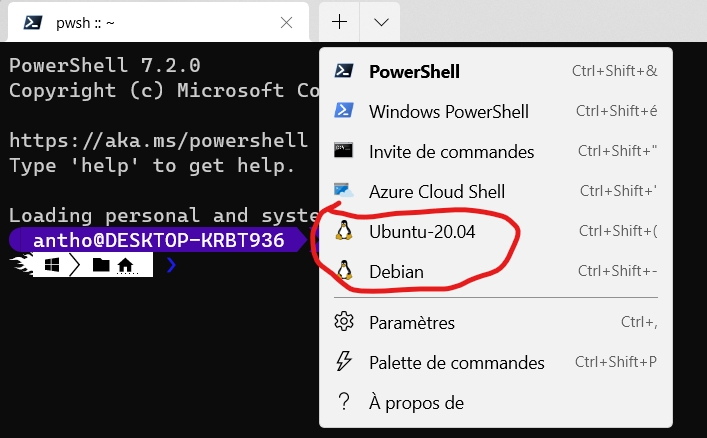 pwsh :: ~
PowerShell 7.2.0
Copyright (c) Microsoft Co
https://aka.ms/powershell
Type 'help' to get help.
Loading personal and syste
antho@DESKTOP-KRBT936
PowerShell Ctrl+Shift+&
Windows PowerShell Ctrl+Shift+é
Invite de commandes Ctrl+Shift+"
Azure Cloud Shell Ctrl+Shift+'
Ubuntu-20.04 Ctrl+Shift+(
Debian Ctrl+Shift+-
Paramètres Ctrl+,
Palette de commandes Ctrl+Shift+P
À propos de